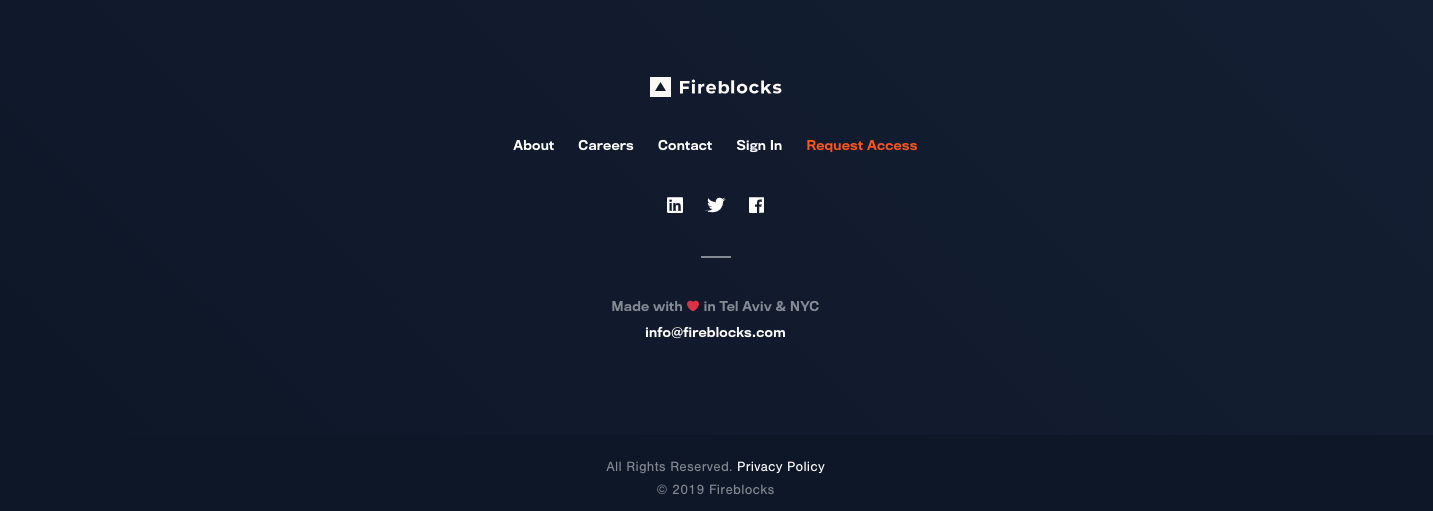 Fireblocks
About Careers Contact Sign In Request Access
Made with ❤ in Tel Aviv & NYC
info@fireblocks.com
All Rights Reserved. Privacy Policy
© 2019 Fireblocks